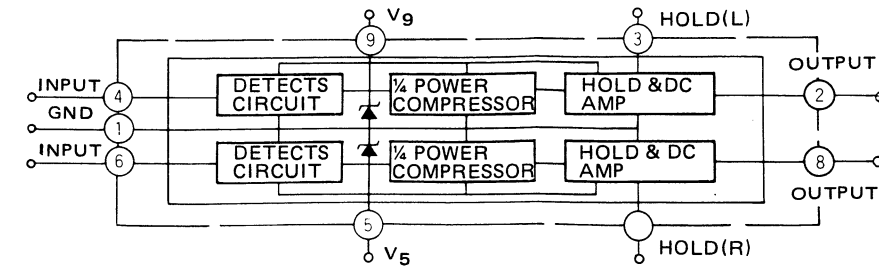 V9
HOLD(L)
9
3
OUTPUT
INPUT
4
DETECTS
CIRCUIT
¼ POWER
COMPRESSOR
HOLD &DC
AMP
2
GND
1
INPUT
6
DETECTS
CIRCUIT
¼ POWER
COMPRESSOR
HOLD & DC
AMP
8
OUTPUT
5
V5
HOLD(R)